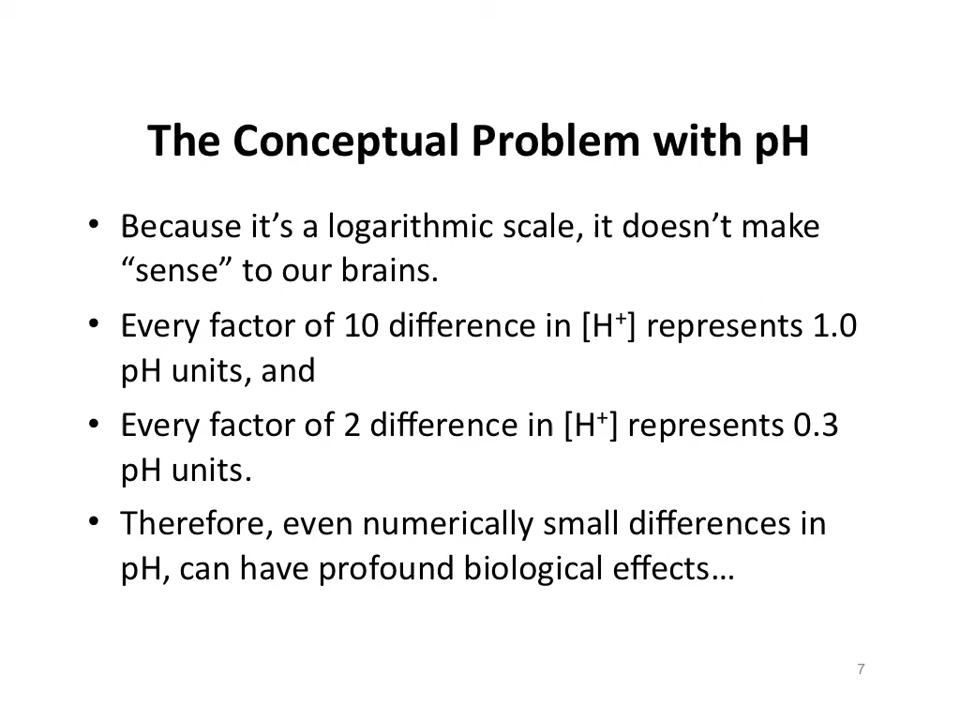 The Conceptual Problem with pH
• Because it’s a logarithmic scale, it doesn’t make
“sense” to our brains.
• Every factor of 10 difference in [H⁺] represents 1.0
pH units, and
• Every factor of 2 difference in [H⁺] represents 0.3
pH units.
• Therefore, even numerically small differences in
pH, can have profound biological effects…
7